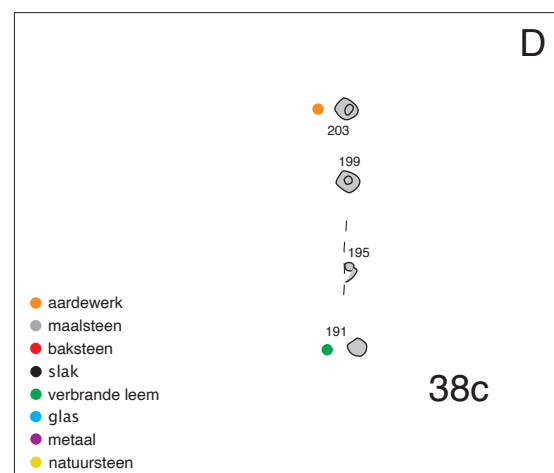 D
203
199
195
191
38c
aardewerk
maalsteen
baksteen
slak
verbrande leem
glas
metaal
natuursteen